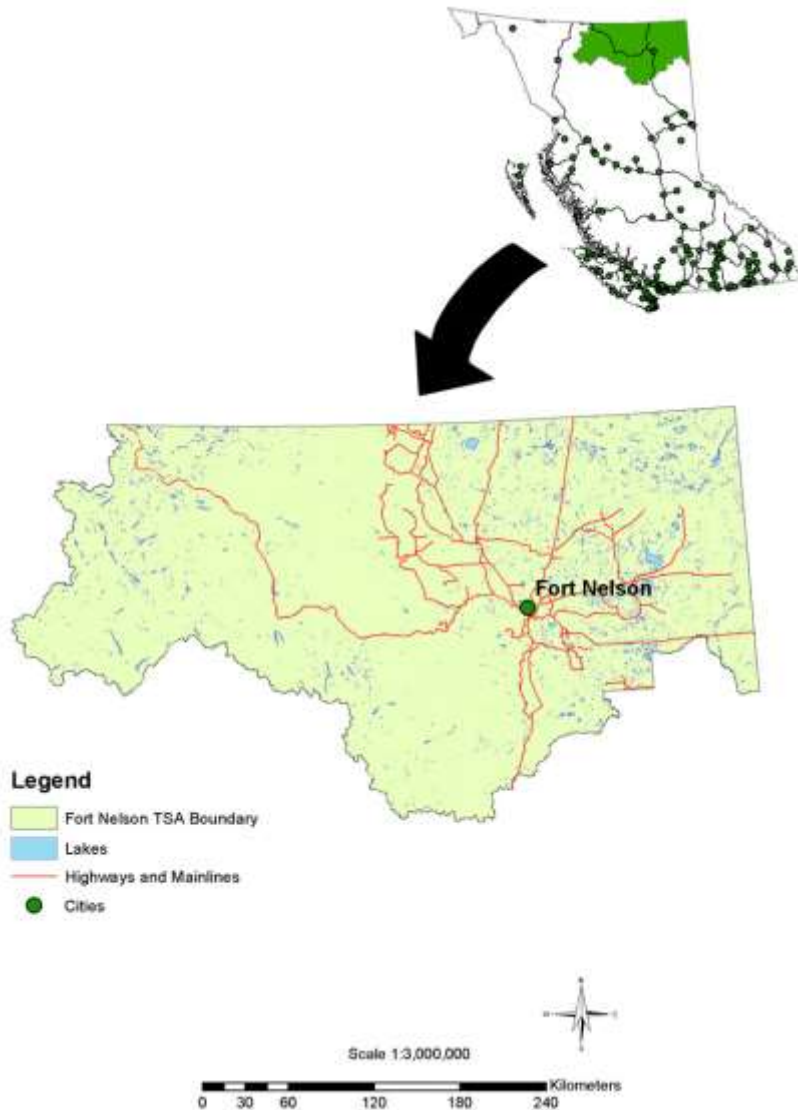 Fort Nelson
Legend
Fort Nelson TSA Boundary
Lakes
Highways and Mainlines
Cities
Scale 1:3,000,000
Kilometers
0 30 60 120 180 240